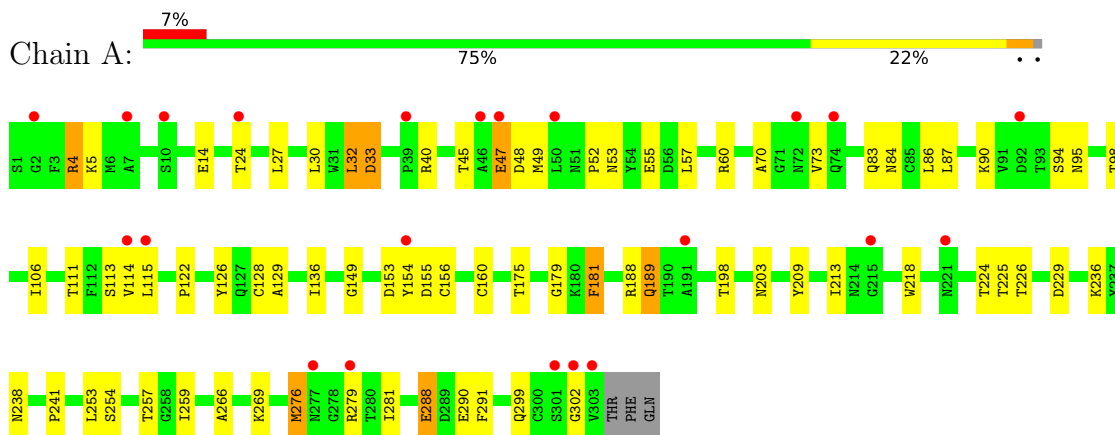 7%
Chain A:
75% 22% . .
S1 G2 F3 R4 K5 M6 A7 S10 E14 T24 L27 L30 W31 L32 D33 P39 R40 T45 A46 E47 D48 M49 L50 N51 P52 N53 Y54 E55 D56 L57 R60 A70 G71 N72 V73 Q74 Q83 N84 C85 L86 L87 K90 V91 D92 T93 S94 N95 T98
I106 T111 F112 S113 V114 L115 P122 Y126 Q127 C128 A129 I136 G149 D153 Y154 D155 C156 C160 T175 G179 K180 F181 R188 Q189 T190 A191 T198 N203 Y209 I213 N214 G215 W218 N221 T224 T225 T226 D229 K236 Y237
N238 P241 L253 S254 T257 G258 I259 A266 K269 M276 N277 G278 R279 T280 I281 E288 D289 E290 F291 Q299 C300 S301 G302 V303 THR PHE GLN